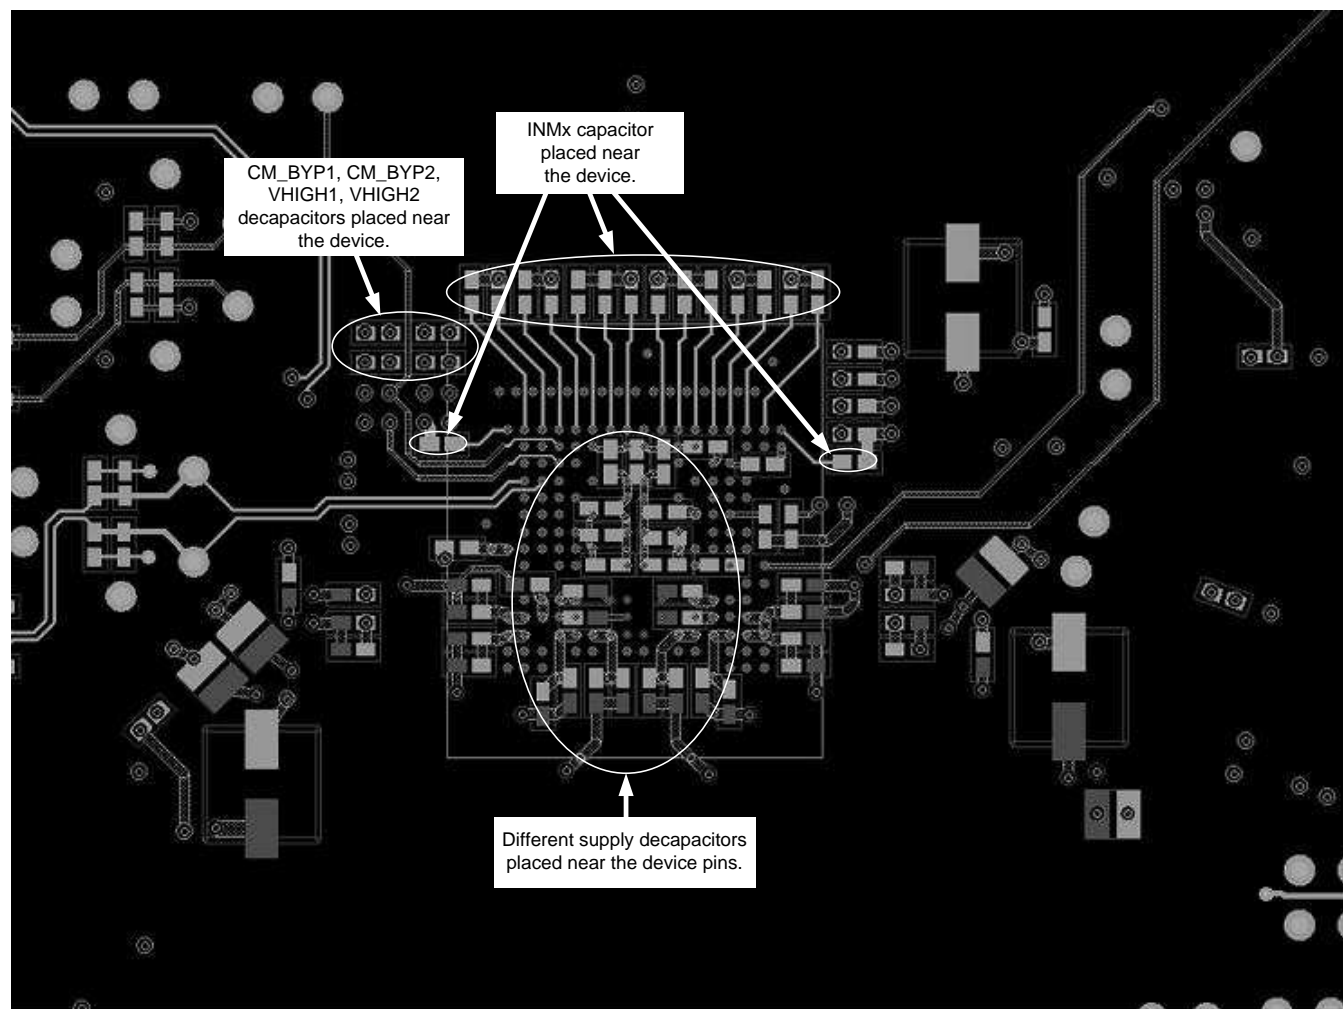 INMx capacitor
placed near
the device.
CM_BYP1, CM_BYP2,
VHIGH1, VHIGH2
decapacitors placed near
the device.
Different supply decapacitors
placed near the device pins.